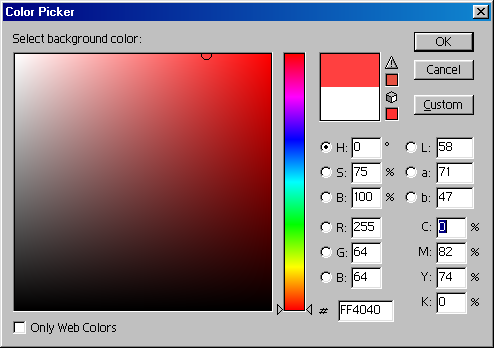 Color Picker
Select background color:
OK
Cancel
Custom
H: 0 °
S: 75 %
B: 100 %
R: 255
G: 64
B: 64
# FF4040
L: 58
a: 71
b: 47
C: 0 %
M: 82 %
Y: 74 %
K: 0 %
Only Web Colors